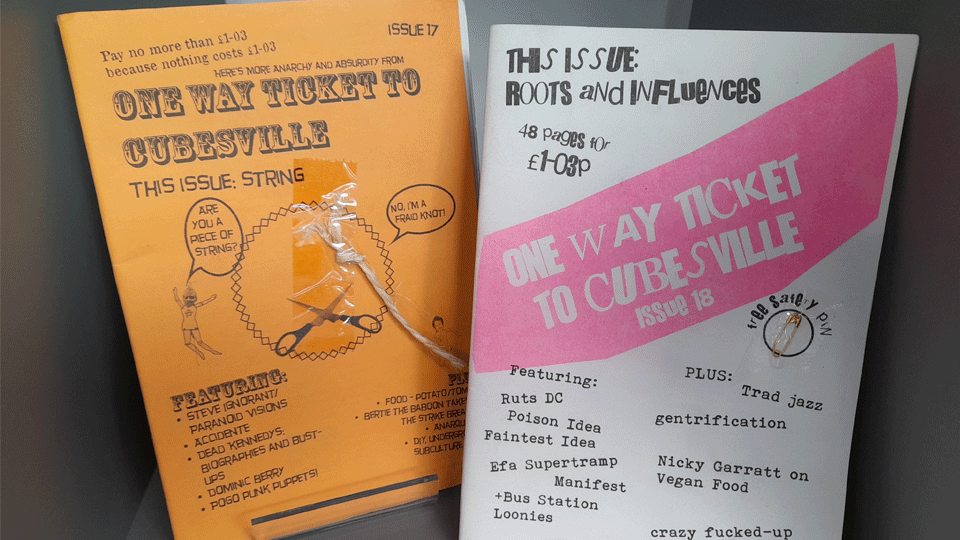 Pay no more than £1-03
because nothing costs £1-03
ISSUE 17
HERE'S MORE ANARCHY AND ABSURDITY FROM
ONE WAY TICKET TO
CUBESVILLE
THIS ISSUE: STRING
ARE
YOU A
PIECE OF
STRING?
NO, I'M A
FRAID KNOT!
FEATURING:
• STEVE IGNORANT/
PARANOID VISIONS
• ACCIDENTE
• DEAD KENNEDYS:
BIOGRAPHIES AND BUST-
UPS
• DOMINIC BERRY
• POGO PUNK PUPPETS!
• FOOD - POTATO/TOM
• BERTIE THE BABOON TAKES
THE STRIKE BREA
• ANARQU
• DIY, UNDERGR
SUBCULTURE
THIS ISSUE:
ROOTS and INFLUENCES
48 pages for
£1-03p
ONE WAY TICKET
TO CUBESVILLE
ISSUE 18
free safety pin
Featuring:
Ruts DC
Poison Idea
Faintest Idea
Efa Supertramp
Manifest
+Bus Station
Loonies
PLUS:
Trad jazz
gentrification
Nicky Garratt on
Vegan Food
crazy fucked-up